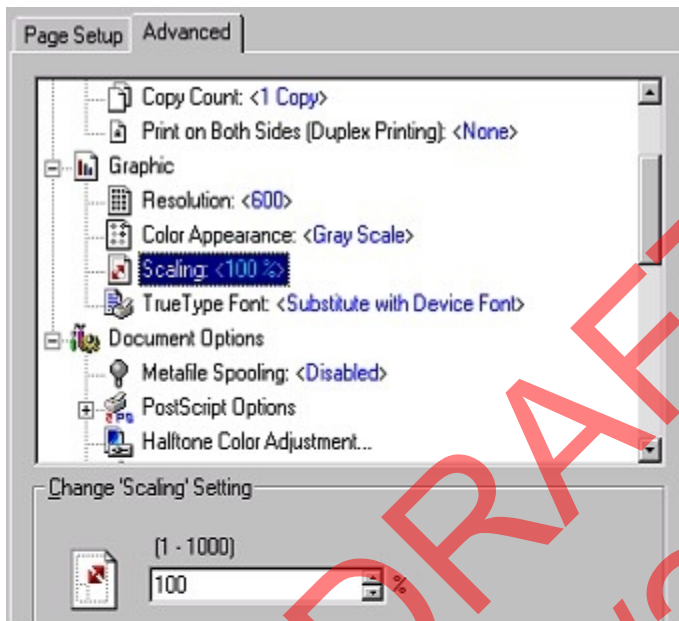 Page Setup Advanced
Copy Count: <1 Copy>
Print on Both Sides (Duplex Printing): <None>
Graphic
Resolution: <600>
Color Appearance: <Gray Scale>
Scaling: <100 %>
TrueType Font: <Substitute with Device Font>
Document Options
Metafile Spooling: <Disabled>
PostScript Options
Halftone Color Adjustment...
Change 'Scaling' Setting
(1 - 1000)
100 %
DRAFT